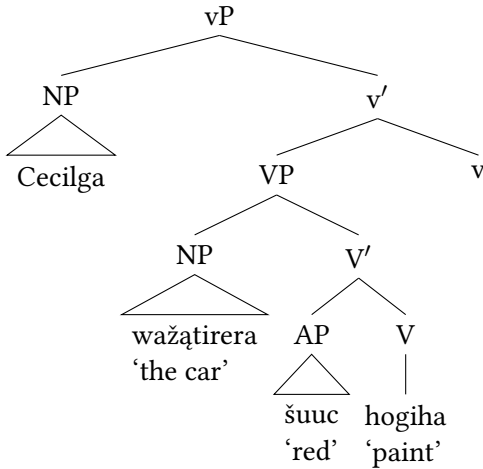 vP
NP v′
Cecilga VP v
NP V′
wažątirera AP V
‘the car’
šuuc hogiha
‘red’ ‘paint’